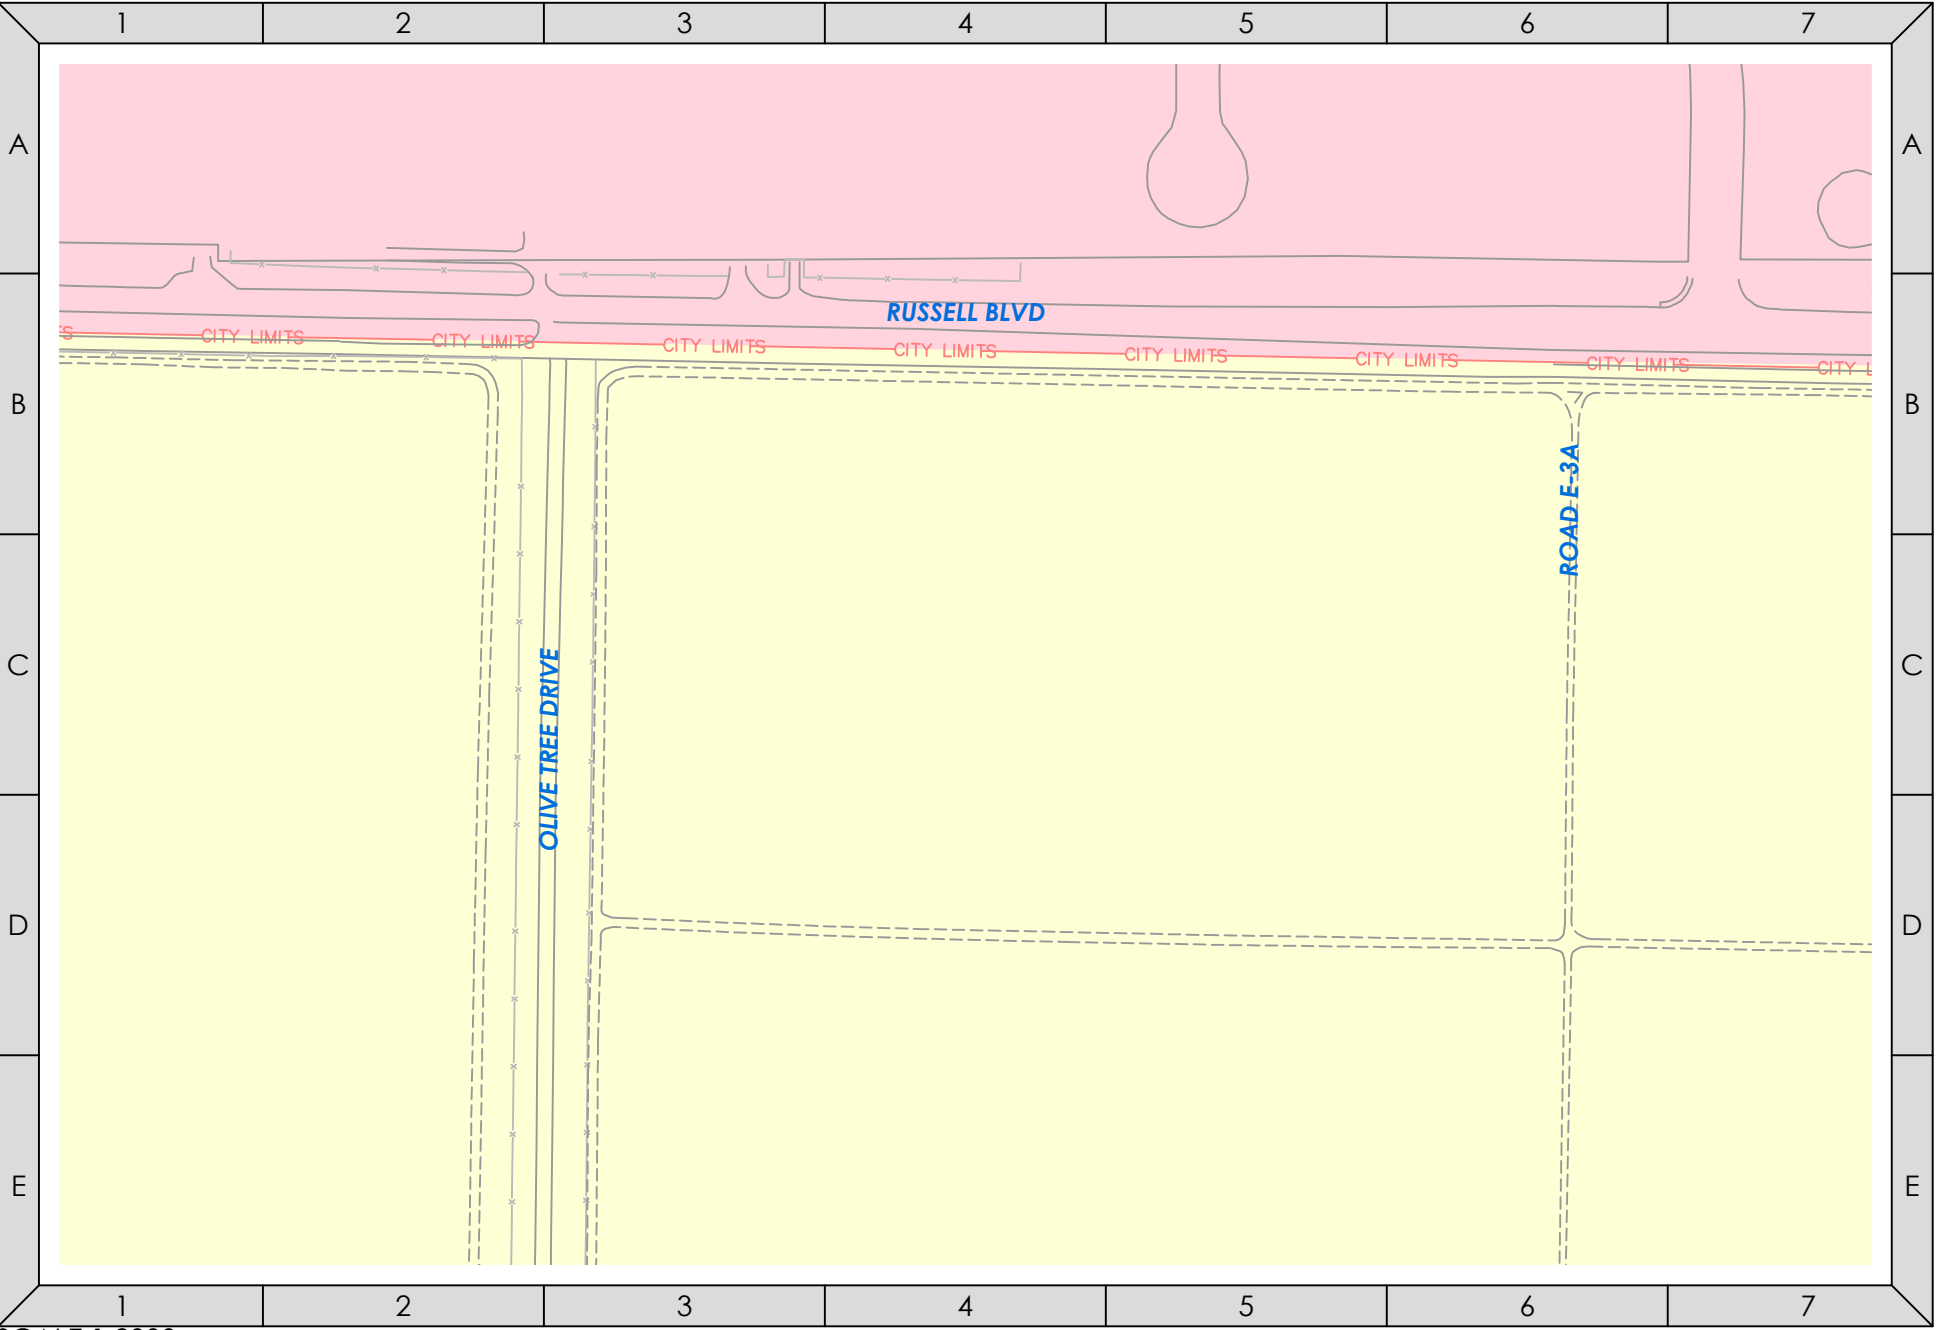 1 2 3 4 5 6 7
A A
RUSSELL BLVD
CITY LIMITS CITY LIMITS CITY LIMITS CITY LIMITS CITY LIMITS CITY LIMITS CITY LIMITS
B B
ROAD E-3A
C C
OLIVE TREE DRIVE
D D
E E
1 2 3 4 5 6 7